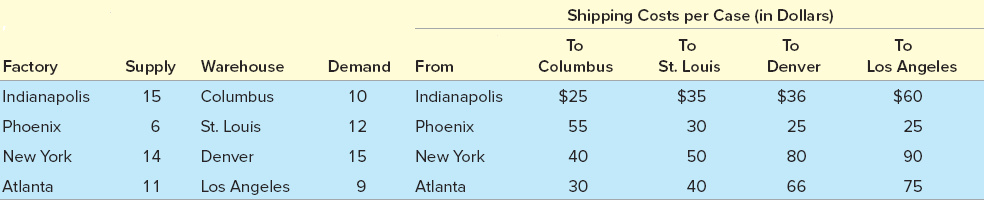 Shipping Costs per Case (in Dollars)
To To To To
Factory Supply Warehouse Demand From Columbus St. Louis Denver Los Angeles
Indianapolis 15 Columbus 10 Indianapolis $25 $35 $36 $60
Phoenix 6 St. Louis 12 Phoenix 55 30 25 25
New York 14 Denver 15 New York 40 50 80 90
Atlanta 11 Los Angeles 9 Atlanta 30 40 66 75